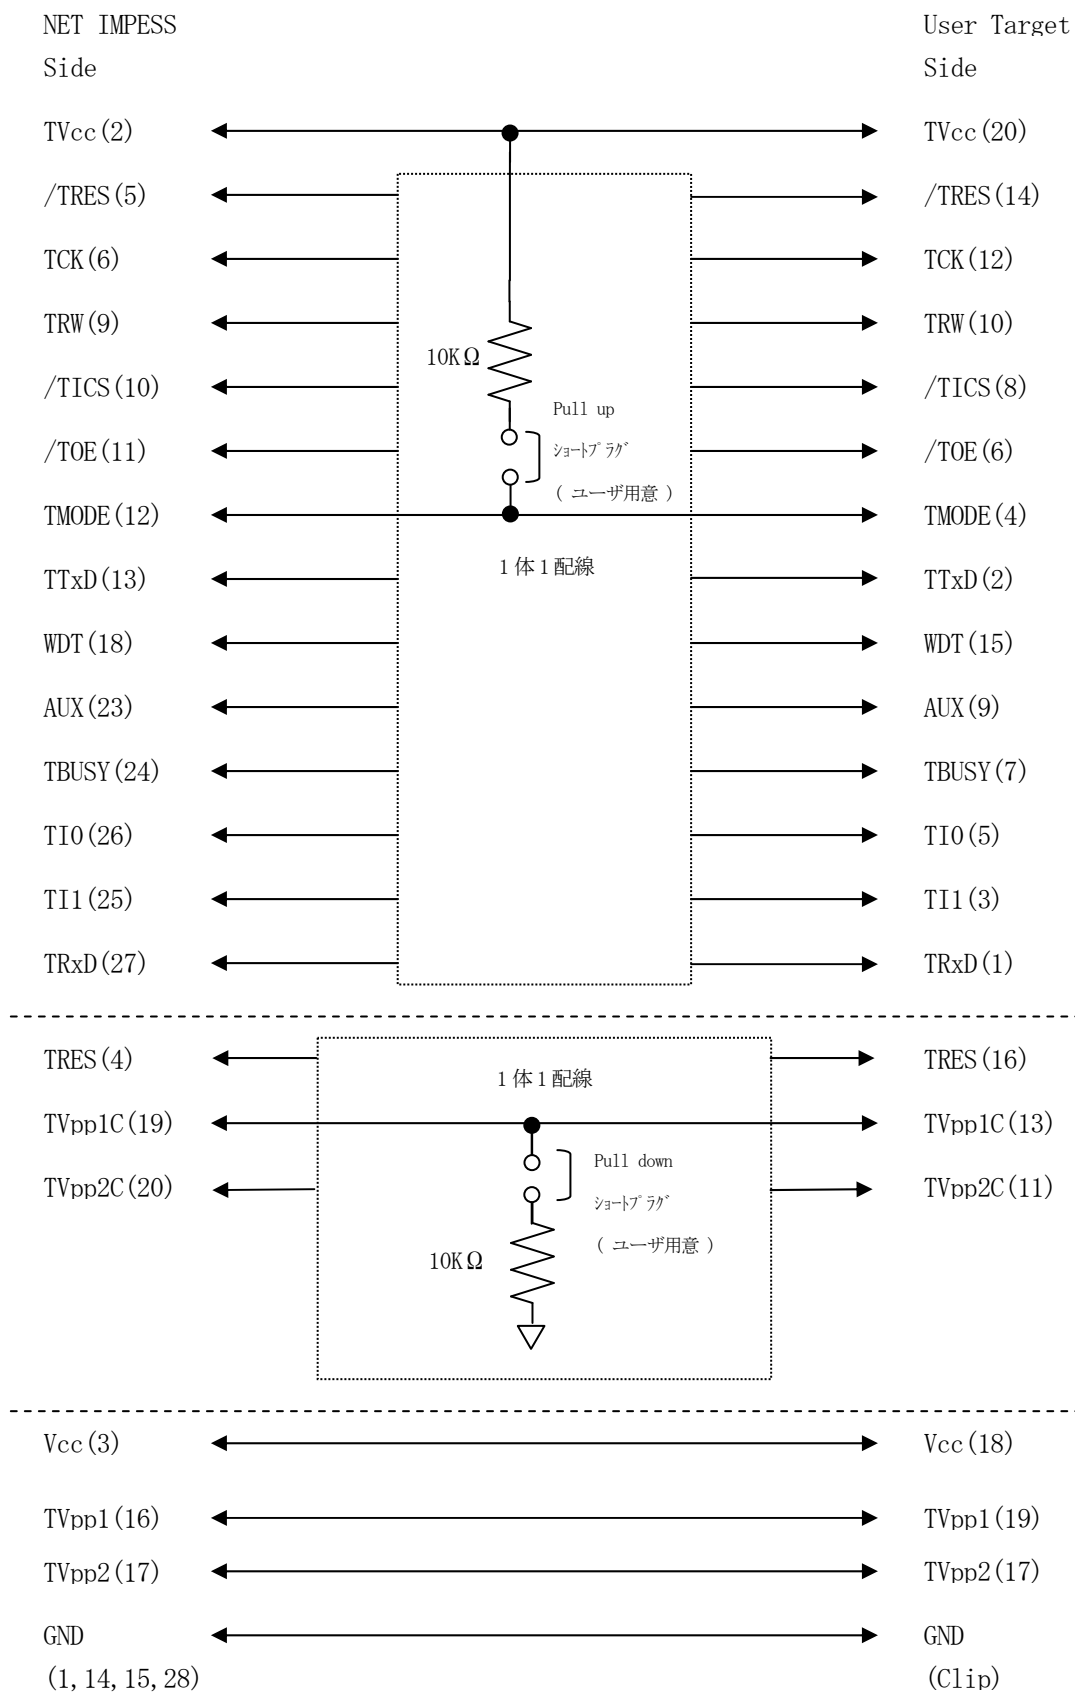 NET IMPESS User Target
Side Side
TVcc(2) TVcc(20)
/TRES(5) /TRES(14)
TCK(6) TCK(12)
TRW(9) TRW(10)
10KΩ
/TICS(10) /TICS(8)
Pull up
/TOE(11) ｼｮｰﾄﾌﾟﾗｸﾞ /TOE(6)
( ユーザ用意 )
TMODE(12) TMODE(4)
1体1配線
TTxD(13) TTxD(2)
WDT(18) WDT(15)
AUX(23) AUX(9)
TBUSY(24) TBUSY(7)
TI0(26) TI0(5)
TI1(25) TI1(3)
TRxD(27) TRxD(1)
TRES(4) TRES(16)
1体1配線
TVpp1C(19) TVpp1C(13)
Pull down
TVpp2C(20) TVpp2C(11)
ｼｮｰﾄﾌﾟﾗｸﾞ
( ユーザ用意 )
10KΩ
Vcc(3) Vcc(18)
TVpp1(16) TVpp1(19)
TVpp2(17) TVpp2(17)
GND GND
(1,14,15,28) (Clip)